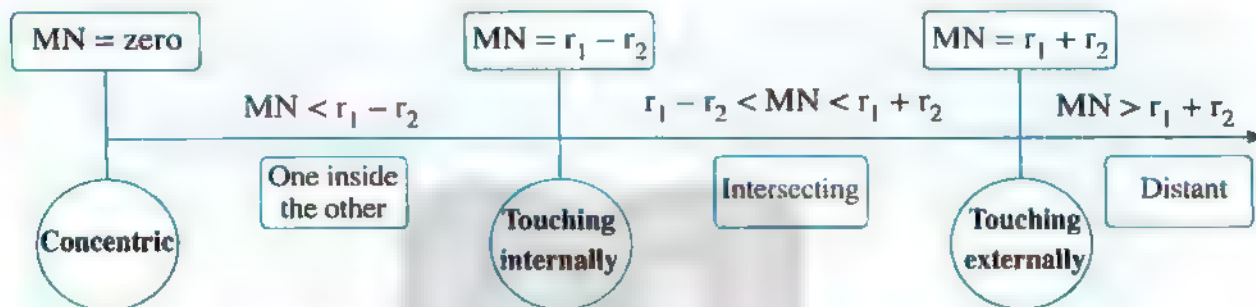 MN = zero
MN = r₁ − r₂
MN = r₁ + r₂
MN < r₁ − r₂
r₁ − r₂ < MN < r₁ + r₂
MN > r₁ + r₂
One inside
the other
Intersecting
Distant
Concentric
Touching
internally
Touching
externally